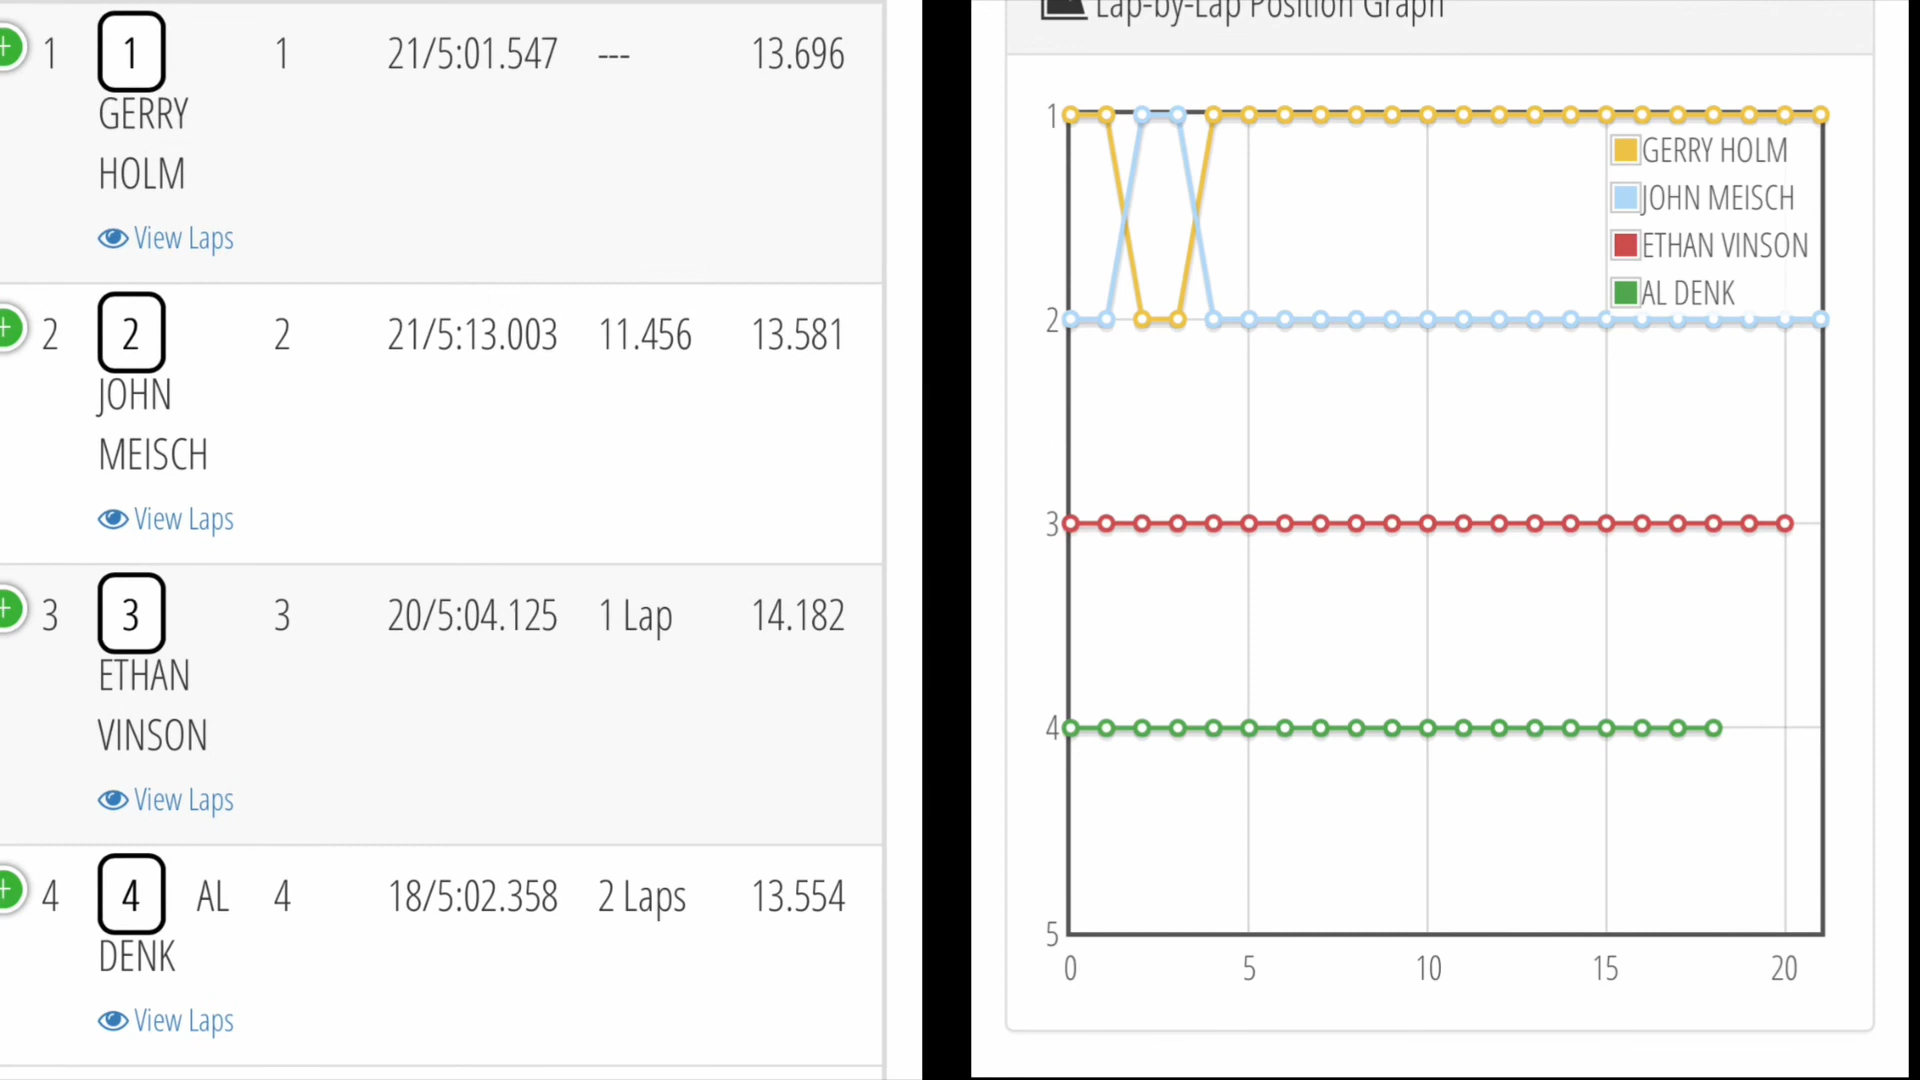 1 1 1 21/5:01.547 --- 13.696
GERRY
HOLM
View Laps
2 2 2 21/5:13.003 11.456 13.581
JOHN
MEISCH
View Laps
3 3 3 20/5:04.125 1 Lap 14.182
ETHAN
VINSON
View Laps
4 4 AL 4 18/5:02.358 2 Laps 13.554
DENK
View Laps
Lap-by-Lap Position Graph
1
GERRY HOLM
JOHN MEISCH
ETHAN VINSON
AL DENK
2
3
4
5
0 5 10 15 20